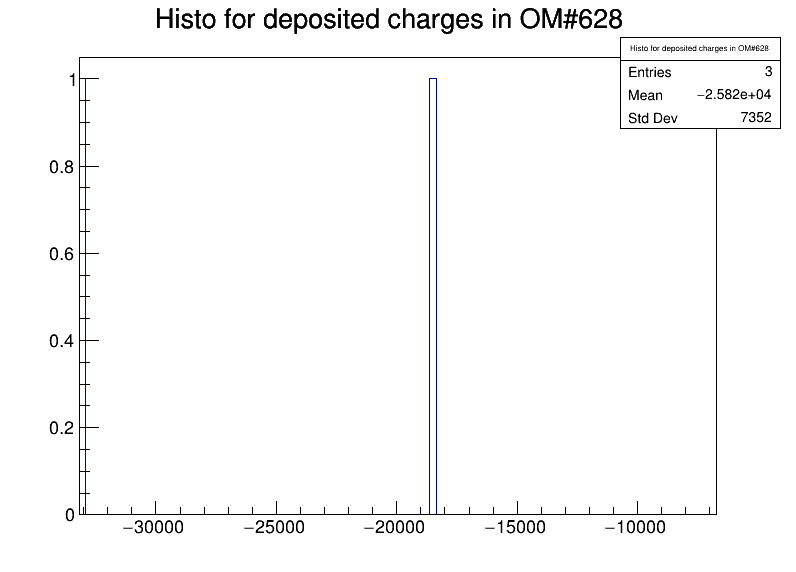 Histo for deposited charges in OM#628
Histo for deposited charges in OM#628
Entries 3
Mean −2.582e+04
Std Dev 7352
1
0.8
0.6
0.4
0.2
0
−30000 −25000 −20000 −15000 −10000